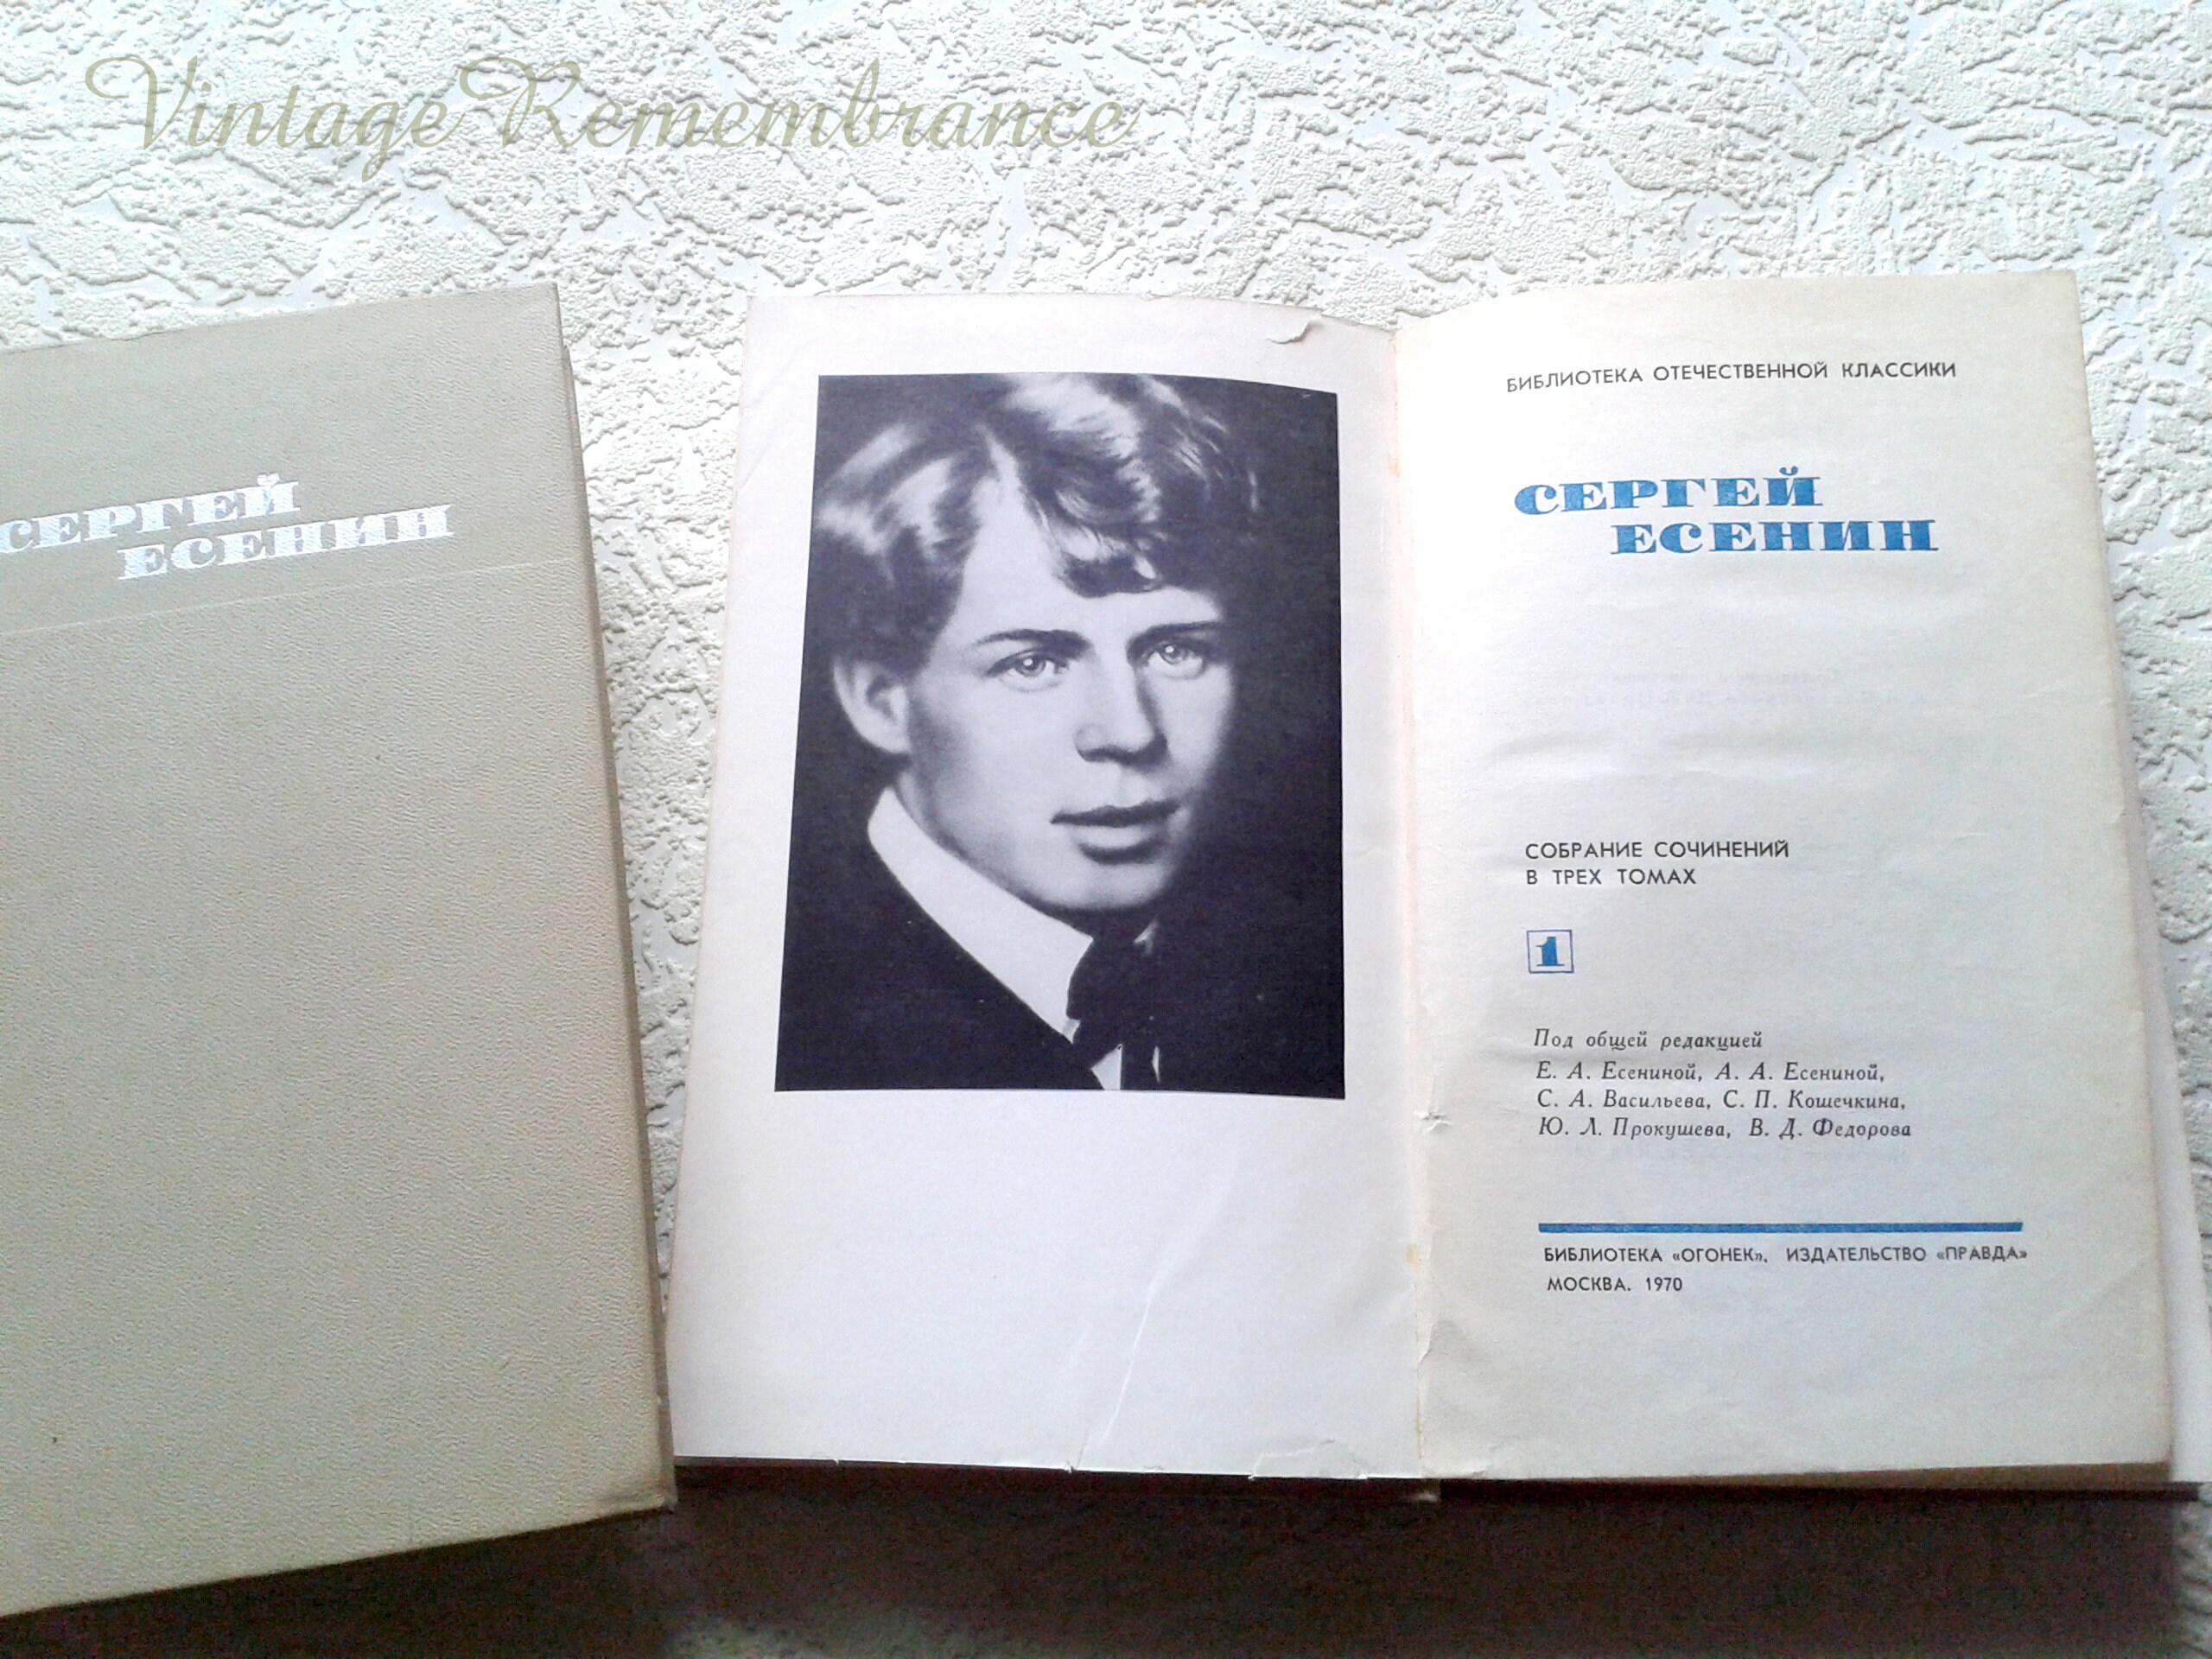 Vintage Remembrance
СЕРГЕЙ
ЕСЕНИН
БИБЛИОТЕКА ОТЕЧЕСТВЕННОЙ КЛАССИКИ
СЕРГЕЙ
ЕСЕНИН
СОБРАНИЕ СОЧИНЕНИЙ
В ТРЕХ ТОМАХ
1
Под общей редакцией
Е. А. Есениной, А. А. Есениной,
С. А. Васильева, С. П. Кошечкина,
Ю. Л. Прокушева, В. Д. Федорова
БИБЛИОТЕКА «ОГОНЕК», ИЗДАТЕЛЬСТВО «ПРАВДА»
МОСКВА. 1970